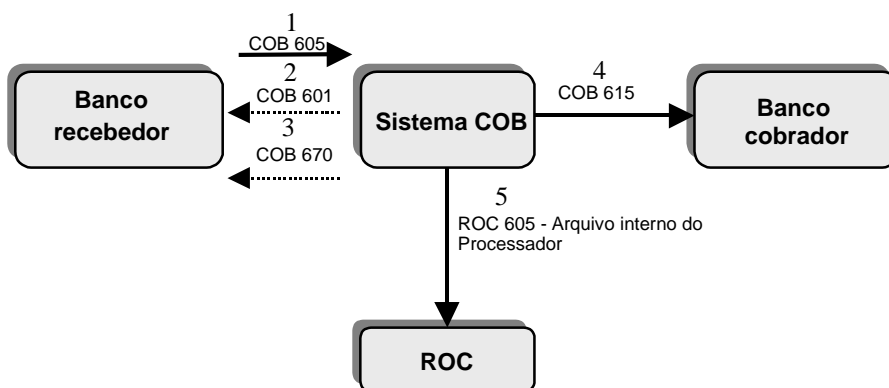 1
COB 605
2
COB 601
3
COB 670
Banco
recebedor
Sistema COB
4
COB 615
Banco
cobrador
5
ROC 605 - Arquivo interno do
Processador
ROC